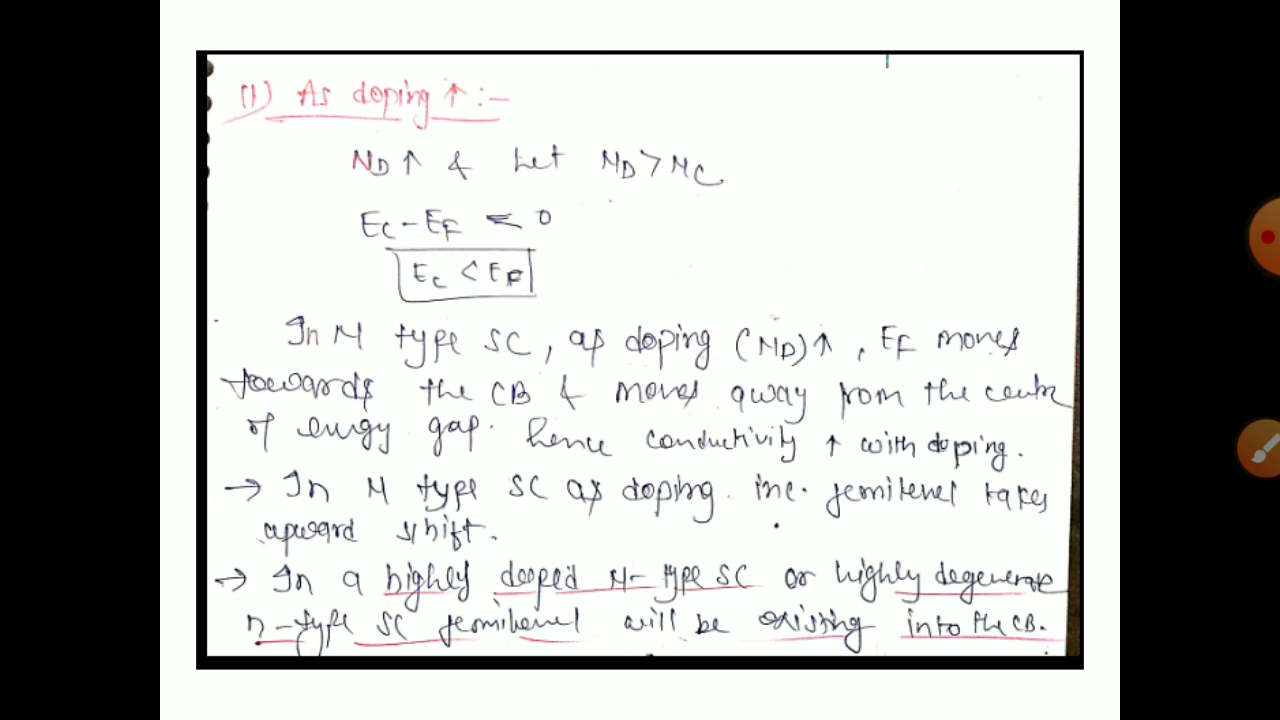 (1) As doping ↑ :-
ND ↑ & Let ND > NC
EC - EF < 0
EC < EF
In N type SC, as doping (ND) ↑, EF moves
towards the CB & moves away from the centre
of energy gap. hence conductivity ↑ with doping.
→ In N type SC as doping inc. fermilevel takes
upward shift.
→ In a highly dooped N-type SC or highly degenerate
n-type SC fermilevel will be existing into the CB.